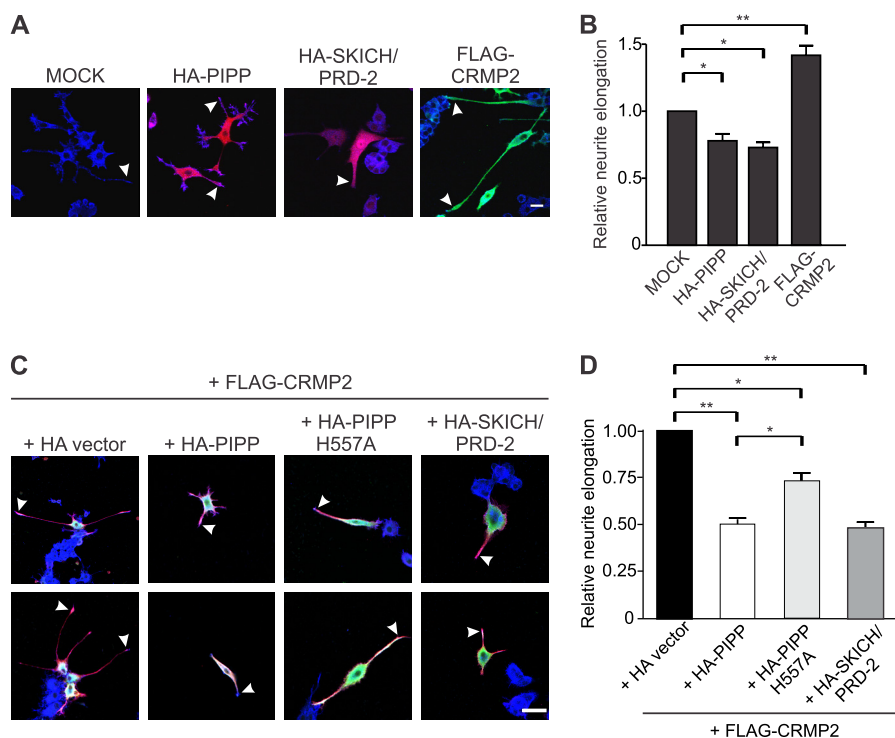 A
MOCK
HA-PIPP
HA-SKICH/
PRD-2
FLAG-
CRMP2
B
**
*
*
1.5
1.0
0.5
0
Relative neurite elongation
MOCK
HA-PIPP
HA-SKICH/
PRD-2
FLAG-
CRMP2
C
+ FLAG-CRMP2
+ HA vector
+ HA-PIPP
+ HA-PIPP
H557A
+ HA-SKICH/
PRD-2
D
**
*
**
*
1.00
0.75
0.50
0.25
0
Relative neurite elongation
+ HA vector
+ HA-PIPP
+ HA-PIPP
H557A
+ HA-SKICH/
PRD-2
+ FLAG-CRMP2